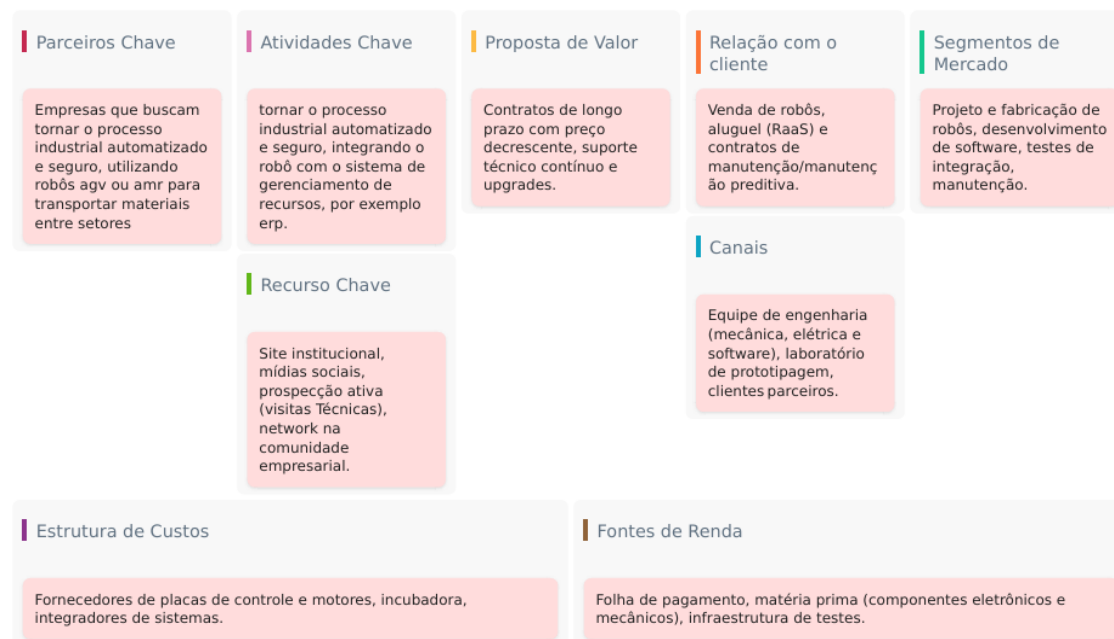 Parceiros Chave
Empresas que buscam
tornar o processo
industrial automatizado
e seguro, utilizando
robôs agv ou amr para
transportar materiais
entre setores
Atividades Chave
tornar o processo
industrial automatizado
e seguro, integrando o
robô com o sistema de
gerenciamento de
recursos, por exemplo
erp.
Recurso Chave
Site institucional,
mídias sociais,
prospecção ativa
(visitas Técnicas),
network na
comunidade
empresarial.
Proposta de Valor
Contratos de longo
prazo com preço
decrescente, suporte
técnico contínuo e
upgrades.
Relação com o
cliente
Venda de robôs,
aluguel (RaaS) e
contratos de
manutenção/manutenç
ão preditiva.
Canais
Equipe de engenharia
(mecânica, elétrica e
software), laboratório
de prototipagem,
clientes parceiros.
Segmentos de
Mercado
Projeto e fabricação de
robôs, desenvolvimento
de software, testes de
integração,
manutenção.
Estrutura de Custos
Fornecedores de placas de controle e motores, incubadora,
integradores de sistemas.
Fontes de Renda
Folha de pagamento, matéria prima (componentes eletrônicos e
mecânicos), infraestrutura de testes.